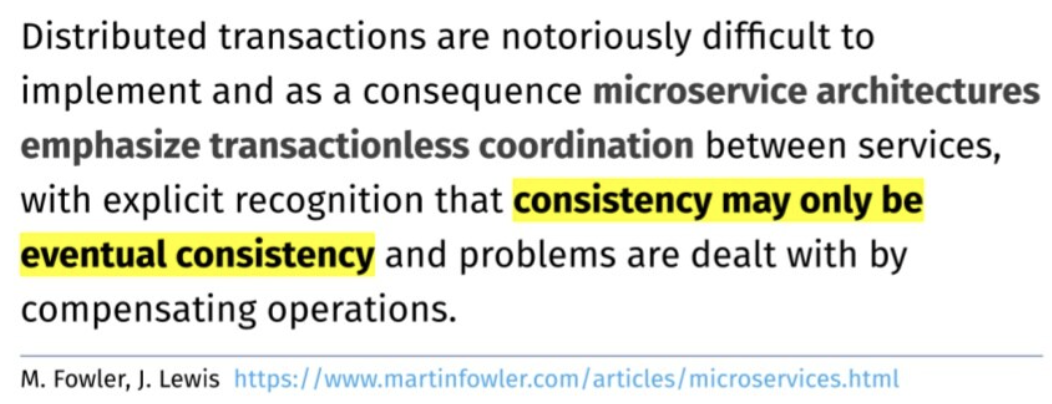 Distributed transactions are notoriously difficult to
implement and as a consequence microservice architectures
emphasize transactionless coordination between services,
with explicit recognition that consistency may only be
eventual consistency and problems are dealt with by
compensating operations.
M. Fowler, J. Lewis https://www.martinfowler.com/articles/microservices.html